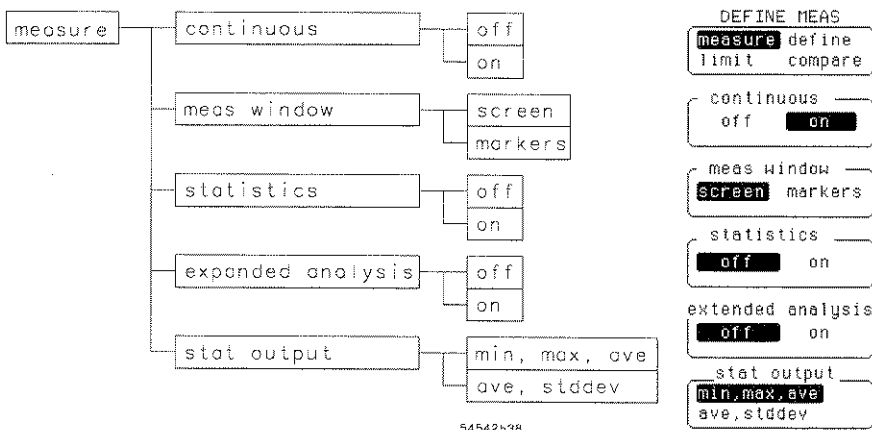 measure
continuous
off
on
meas window
screen
markers
statistics
off
on
expanded analysis
off
on
stat output
min, max, ave
ave, stddev
54542b38
DEFINE MEAS
measure define
limit compare
continuous
off on
meas window
screen markers
statistics
off on
extended analysis
off on
stat output
min,max,ave
ave,stddev